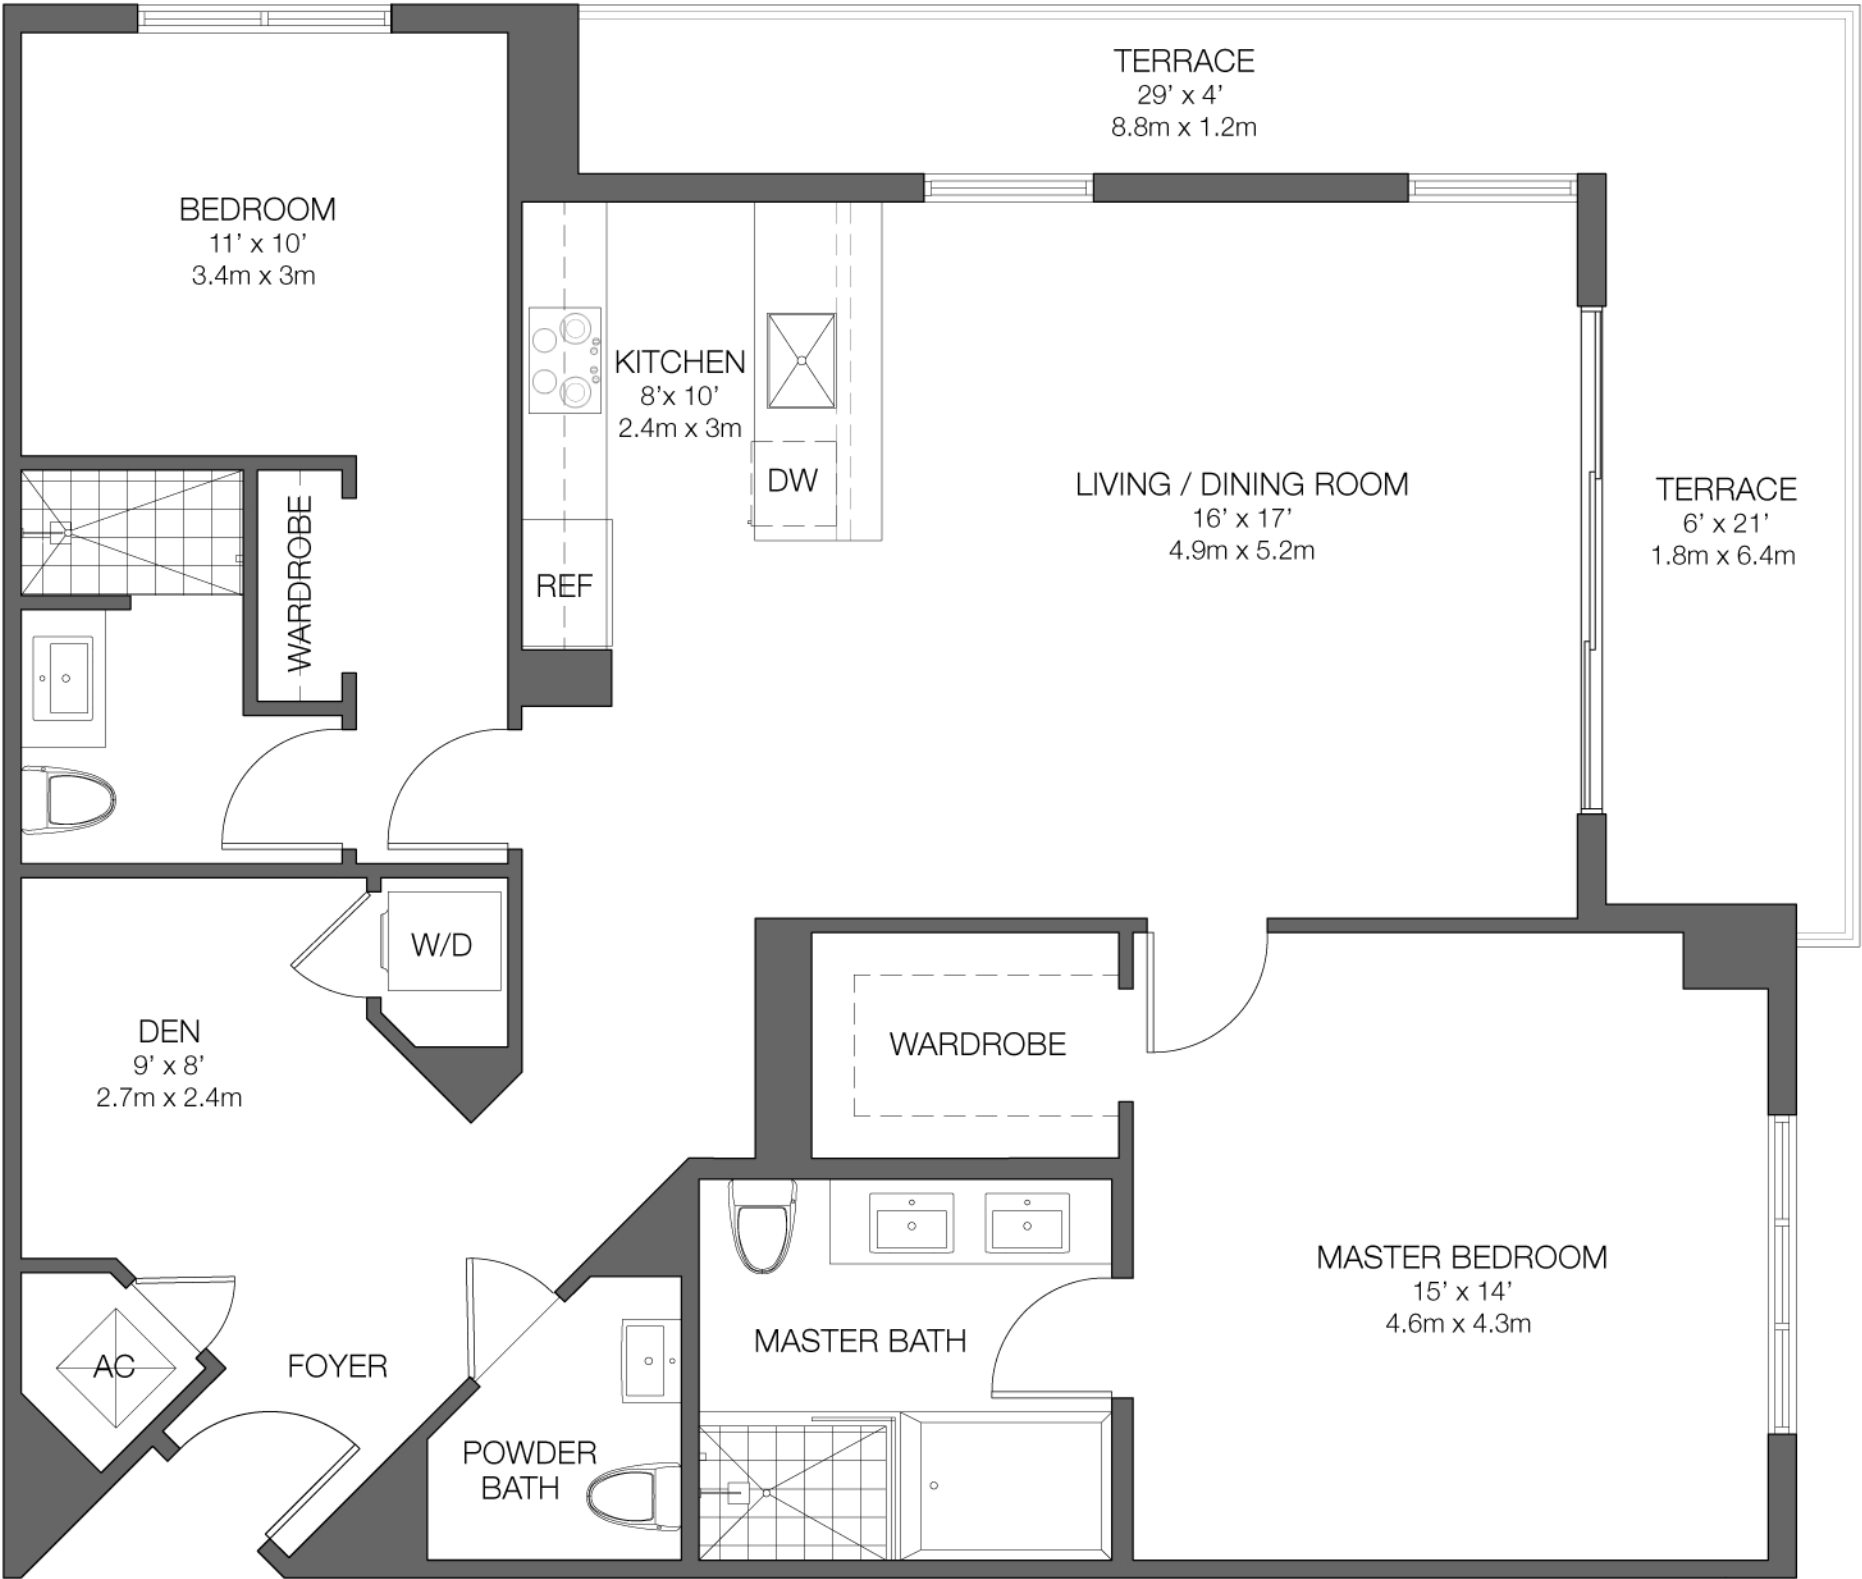 TERRACE
29’ x 4’
8.8m x 1.2m
BEDROOM
11’ x 10’
3.4m x 3m
KITCHEN
8’x 10’
2.4m x 3m
DW
REF
LIVING / DINING ROOM
16’ x 17’
4.9m x 5.2m
TERRACE
6’ x 21’
1.8m x 6.4m
WARDROBE
W/D
DEN
9’ x 8’
2.7m x 2.4m
WARDROBE
MASTER BEDROOM
15’ x 14’
4.6m x 4.3m
MASTER BATH
AC
FOYER
POWDER
BATH